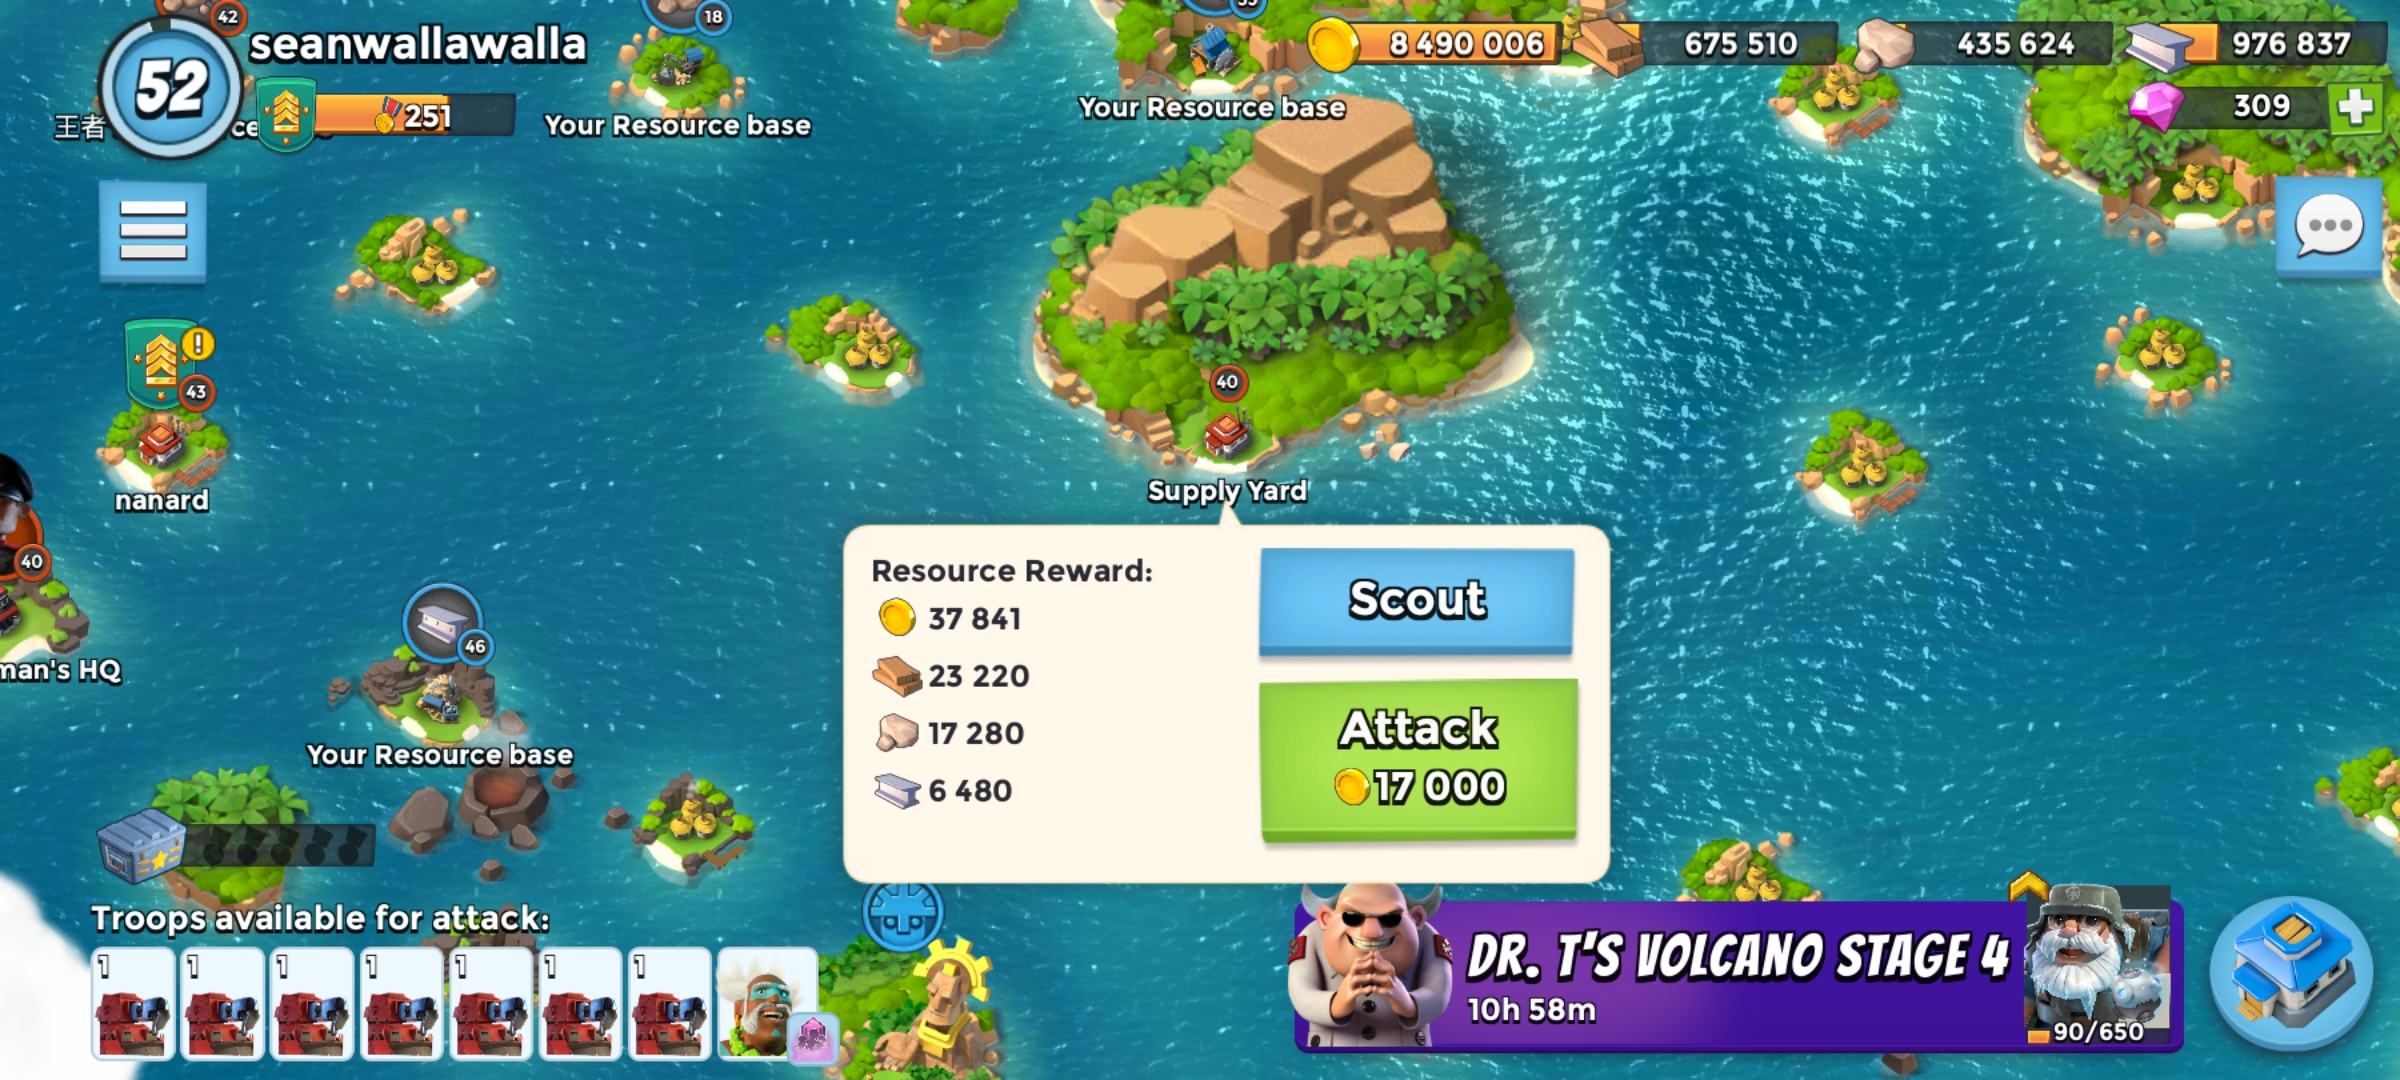 42
18
52
seanwallawalla
251
王者
ce
Your Resource base
Your Resource base
8 490 006
675 510
435 624
976 837
309
!
43
nanard
40
man's HQ
46
Your Resource base
40
Supply Yard
Resource Reward:
37 841
23 220
17 280
6 480
Scout
Attack
17 000
Troops available for attack:
1
1
1
1
1
1
1
DR. T'S VOLCANO STAGE 4
10h 58m
90/650